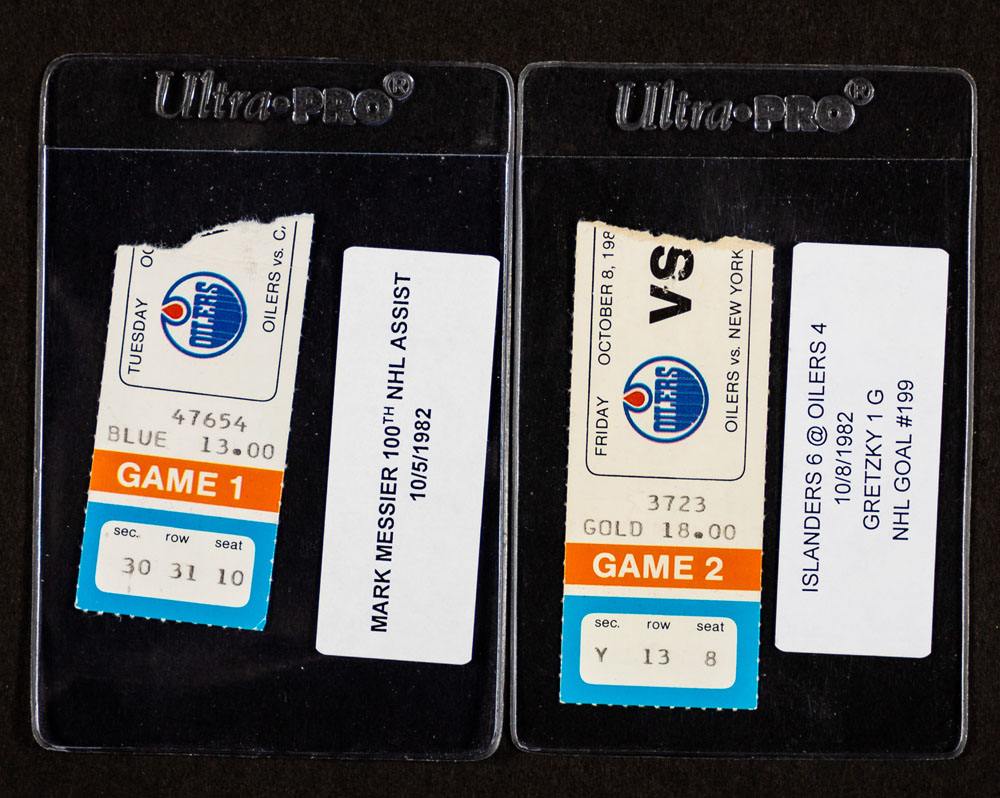 Ultra•PRO®
TUESDAY OC
OILERS
OILERS vs. C
47654
BLUE 13.00
GAME 1
sec. row seat
30 31 10
MARK MESSIER 100TH NHL ASSIST
10/5/1982
Ultra•PRO®
FRIDAY OCTOBER 8, 198
VS
OILERS
OILERS vs. NEW YORK
3723
GOLD 18.00
GAME 2
sec. row seat
Y 13 8
ISLANDERS 6 @ OILERS 4
10/8/1982
GRETZKY 1 G
NHL GOAL #199